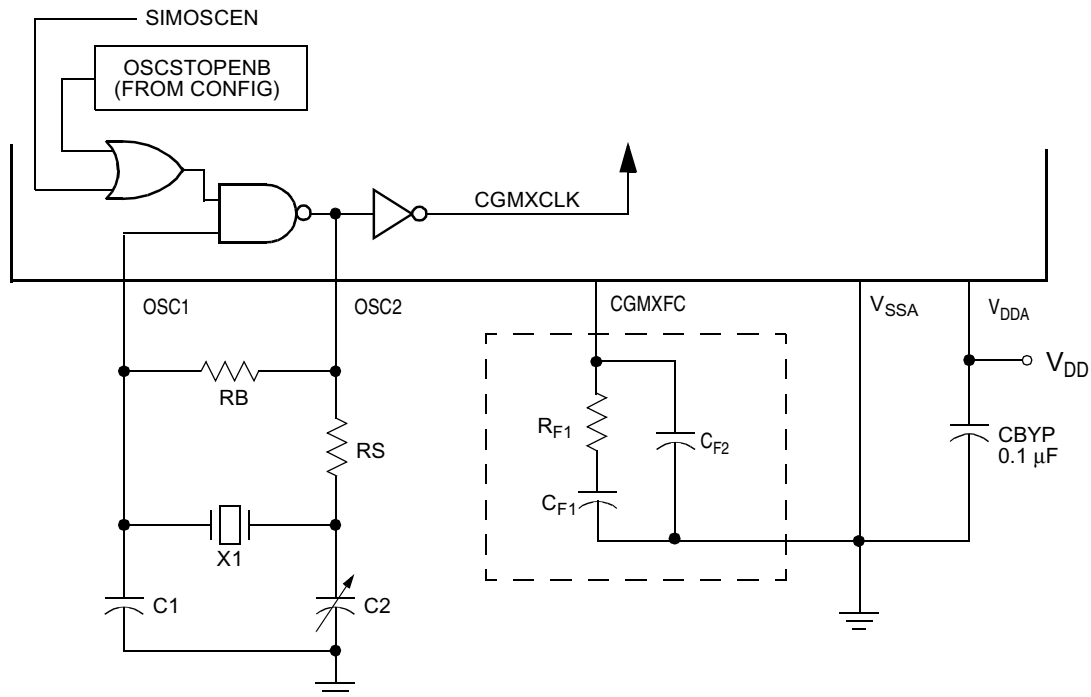 SIMOSCEN
OSCSTOPENB
(FROM CONFIG)
CGMXCLK
OSC1
OSC2
CGMXFC
VSSA
VDDA
VDD
RB
RS
RF1
CF2
CBYP
0.1 µF
CF1
X1
C1
C2